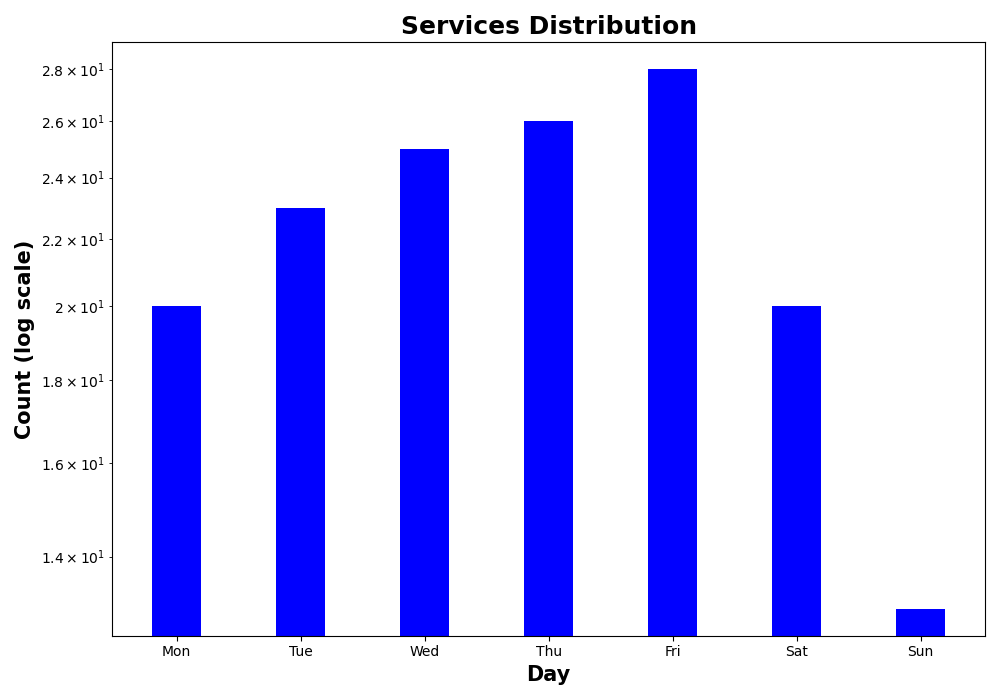 Services Distribution
Count (log scale)
2.8 × 10¹
2.6 × 10¹
2.4 × 10¹
2.2 × 10¹
2 × 10¹
1.8 × 10¹
1.6 × 10¹
1.4 × 10¹
Mon Tue Wed Thu Fri Sat Sun
Day